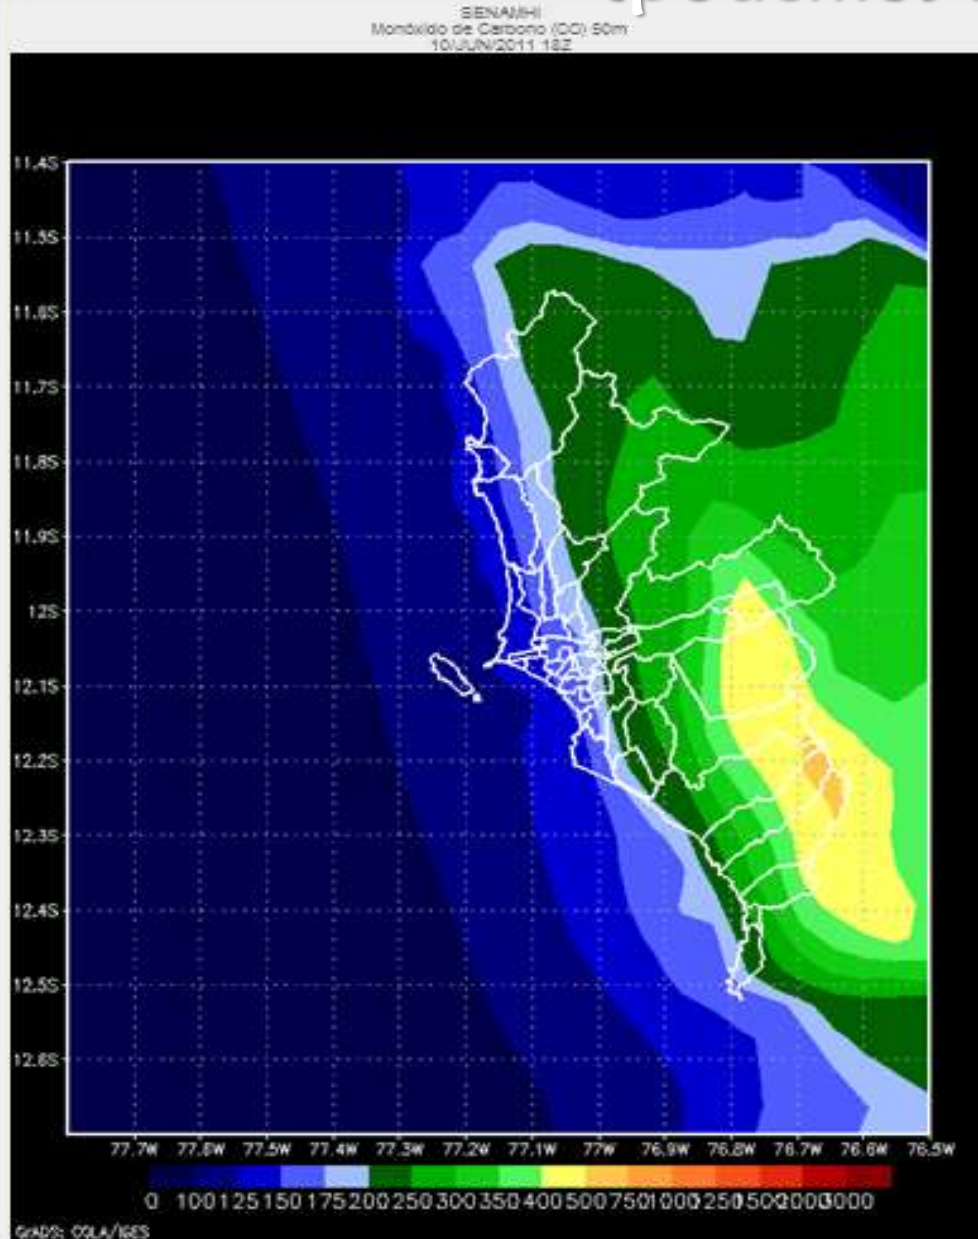 SENAMHI
Monóxido de Carbono (CO) 50m
10/JUN/2011 18Z
11.4S
11.5S
11.6S
11.7S
11.8S
11.9S
12S
12.1S
12.2S
12.3S
12.4S
12.5S
12.6S
77.7W 77.6W 77.5W 77.4W 77.3W 77.2W 77.1W 77W 76.9W 76.8W 76.7W 76.6W 76.5W
0 100 125 150 175 200 250 300 350 400 500 750 1000 1250 1500 2000 3000
GrADS: COLA/IGES